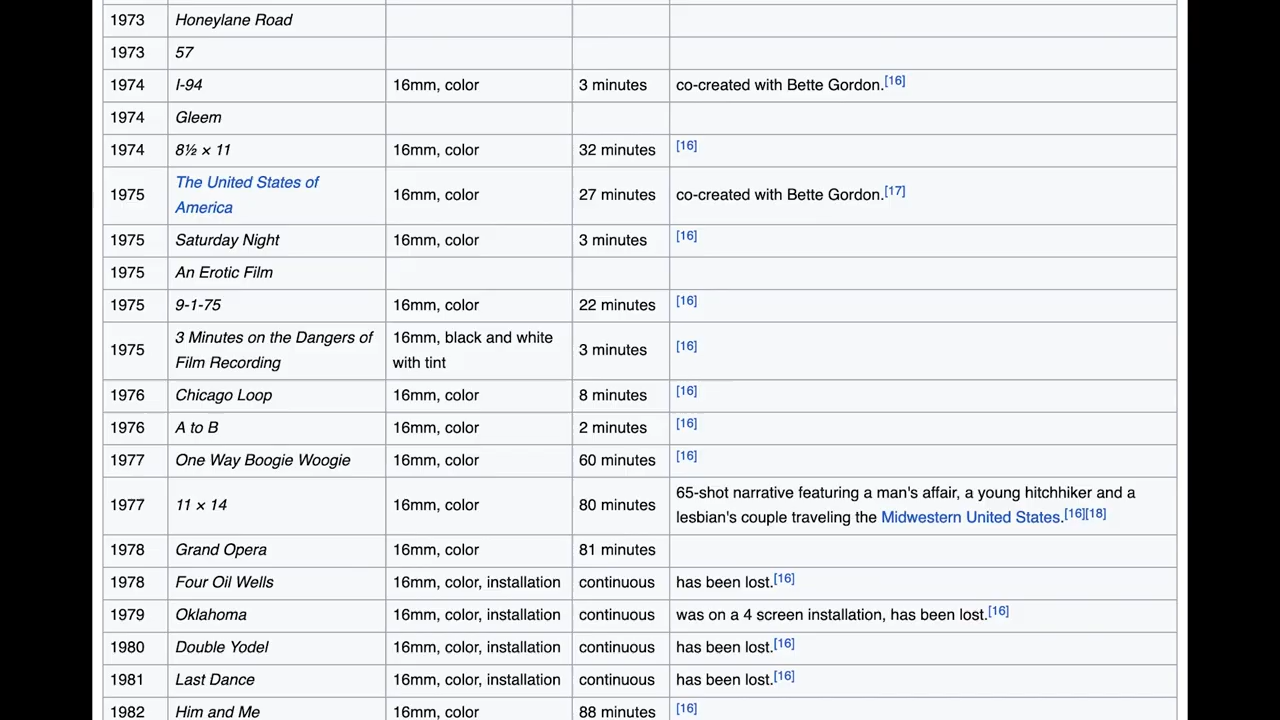 1973 Honeylane Road
1973 57
1974 I-94 16mm, color 3 minutes co-created with Bette Gordon.[16]
1974 Gleem
1974 8½ × 11 16mm, color 32 minutes [16]
1975 The United States of America 16mm, color 27 minutes co-created with Bette Gordon.[17]
1975 Saturday Night 16mm, color 3 minutes [16]
1975 An Erotic Film
1975 9-1-75 16mm, color 22 minutes [16]
1975 3 Minutes on the Dangers of Film Recording 16mm, black and white with tint 3 minutes [16]
1976 Chicago Loop 16mm, color 8 minutes [16]
1976 A to B 16mm, color 2 minutes [16]
1977 One Way Boogie Woogie 16mm, color 60 minutes [16]
1977 11 × 14 16mm, color 80 minutes 65-shot narrative featuring a man's affair, a young hitchhiker and a lesbian's couple traveling the Midwestern United States.[16][18]
1978 Grand Opera 16mm, color 81 minutes
1978 Four Oil Wells 16mm, color, installation continuous has been lost.[16]
1979 Oklahoma 16mm, color, installation continuous was on a 4 screen installation, has been lost.[16]
1980 Double Yodel 16mm, color, installation continuous has been lost.[16]
1981 Last Dance 16mm, color, installation continuous has been lost.[16]
1982 Him and Me 16mm, color 88 minutes [16]